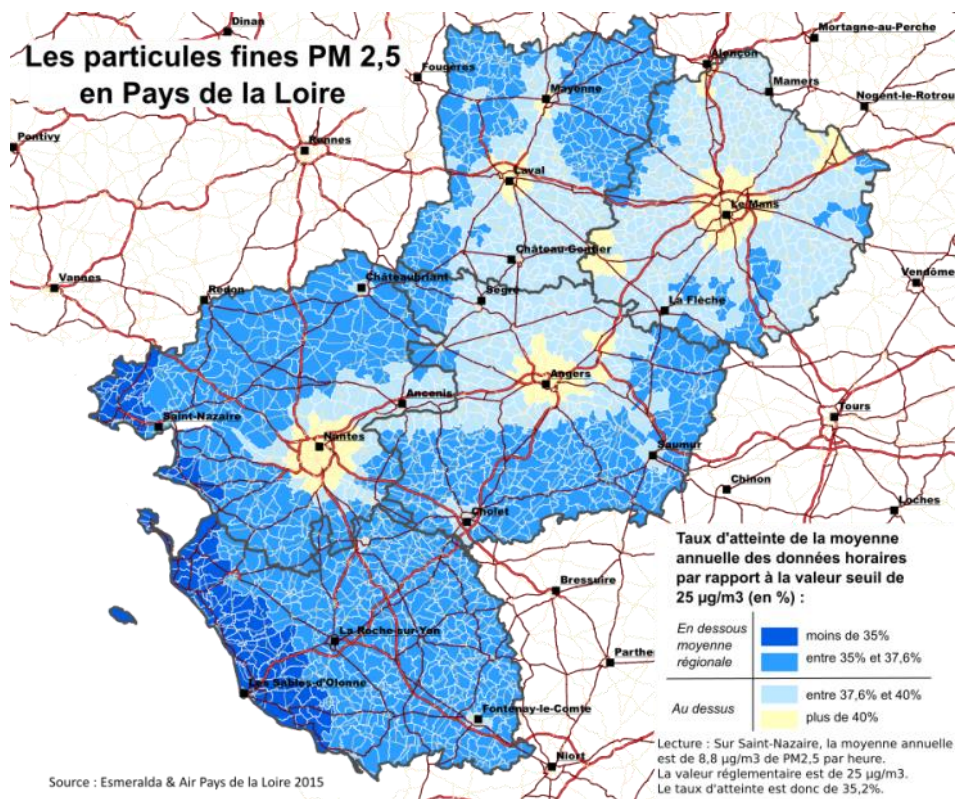 Les particules fines PM 2,5
en Pays de la Loire
Dinan
Mortagne-au-Perche
Alençon
Fougères
Mamers
Mayenne
Nogent-le-Rotrou
Pontivy
Rennes
Laval
Le Mans
Château-Gontier
Vannes
Redon
Châteaubriant
Segré
La Flèche
Vendôme
Ancenis
Angers
Saint-Nazaire
Tours
Nantes
Saumur
Chinon
Loches
Cholet
Bressuire
La Roche-sur-Yon
Parthe
Les Sables-d'Olonne
Fontenay-le-Comte
Niort
Taux d'atteinte de la moyenne
annuelle des données horaires
par rapport à la valeur seuil de
25 µg/m3 (en %) :
En dessous
moyenne
régionale
moins de 35%
entre 35% et 37,6%
Au dessus
entre 37,6% et 40%
plus de 40%
Lecture : Sur Saint-Nazaire, la moyenne annuelle
est de 8,8 µg/m3 de PM2,5 par heure.
La valeur réglementaire est de 25 µg/m3.
Le taux d'atteinte est donc de 35,2%.
Source : Esmeralda & Air Pays de la Loire 2015